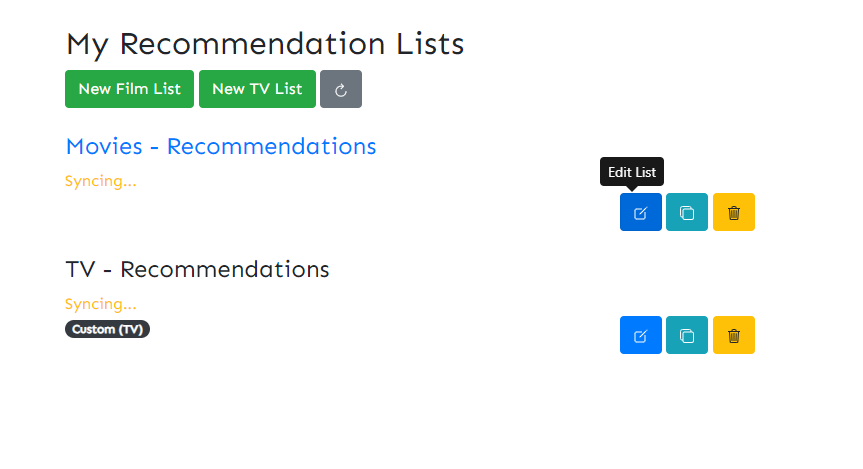 My Recommendation Lists
New Film List New TV List
Movies - Recommendations
Syncing...
Edit List
TV - Recommendations
Syncing...
Custom (TV)